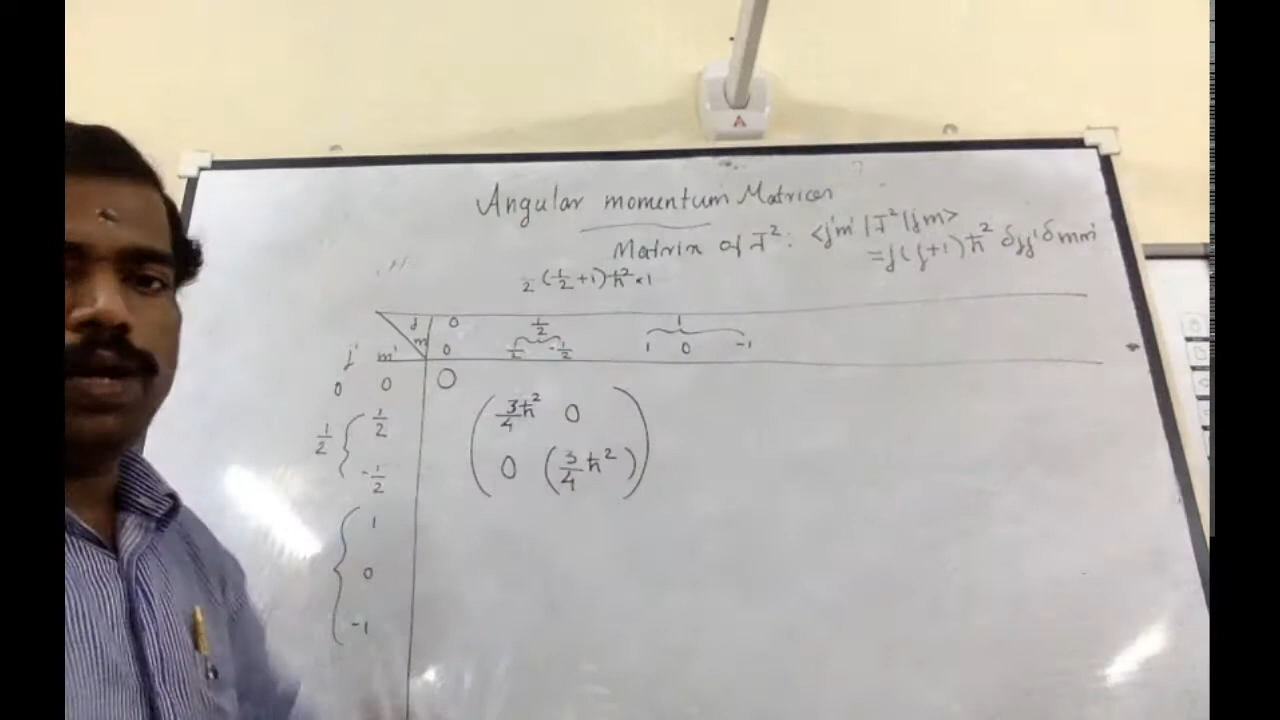 Angular momentum Matrices
Matrix of J²: <j'm' |J²|jm>
= j(j+1)ħ² δjj' δmm'
½(½+1)ħ²×1
j 0 ½ 1
m 0 ½ -½ 1 0 -1
j' m'
0 0 0
½ ½ ¾ħ² 0
-½ 0 (¾ħ²)
1
0
-1